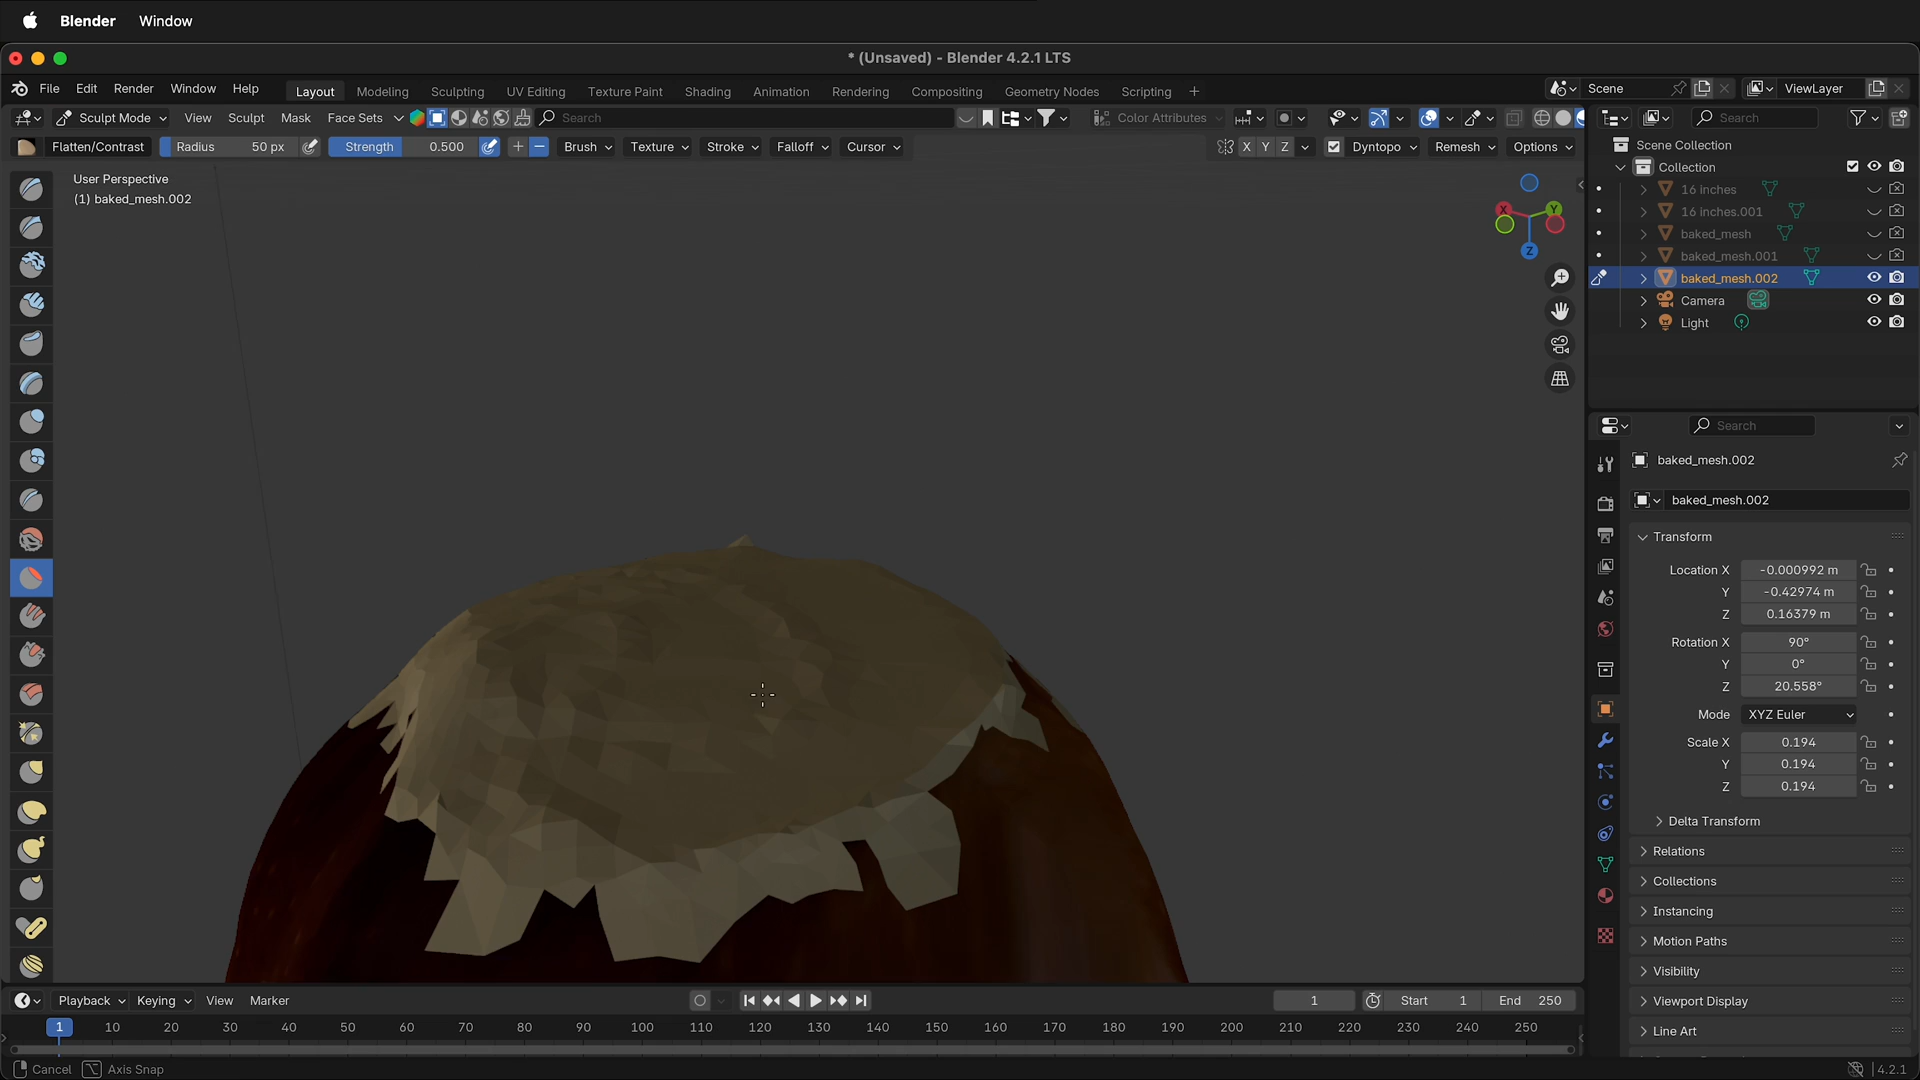 Blender Window
* (Unsaved) - Blender 4.2.1 LTS
File Edit Render Window Help Layout Modeling Sculpting UV Editing Texture Paint Shading Animation Rendering Compositing Geometry Nodes Scripting + Scene ViewLayer
Sculpt Mode View Sculpt Mask Face Sets Search Color Attributes Search
Flatten/Contrast Radius 50 px Strength 0.500 Brush Texture Stroke Falloff Cursor X Y Z Dyntopo Remesh Options
User Perspective
(1) baked_mesh.002
X Y
Z
Scene Collection
Collection
16 inches
16 inches.001
baked_mesh
baked_mesh.001
baked_mesh.002
Camera
Light
Search
baked_mesh.002
baked_mesh.002
Transform
Location X -0.000992 m
Y -0.42974 m
Z 0.16379 m
Rotation X 90°
Y 0°
Z 20.558°
Mode XYZ Euler
Scale X 0.194
Y 0.194
Z 0.194
Delta Transform
Relations
Collections
Instancing
Motion Paths
Visibility
Viewport Display
Line Art
Playback Keying View Marker 1 Start 1 End 250
1 10 20 30 40 50 60 70 80 90 100 110 120 130 140 150 160 170 180 190 200 210 220 230 240 250
Cancel Axis Snap 4.2.1